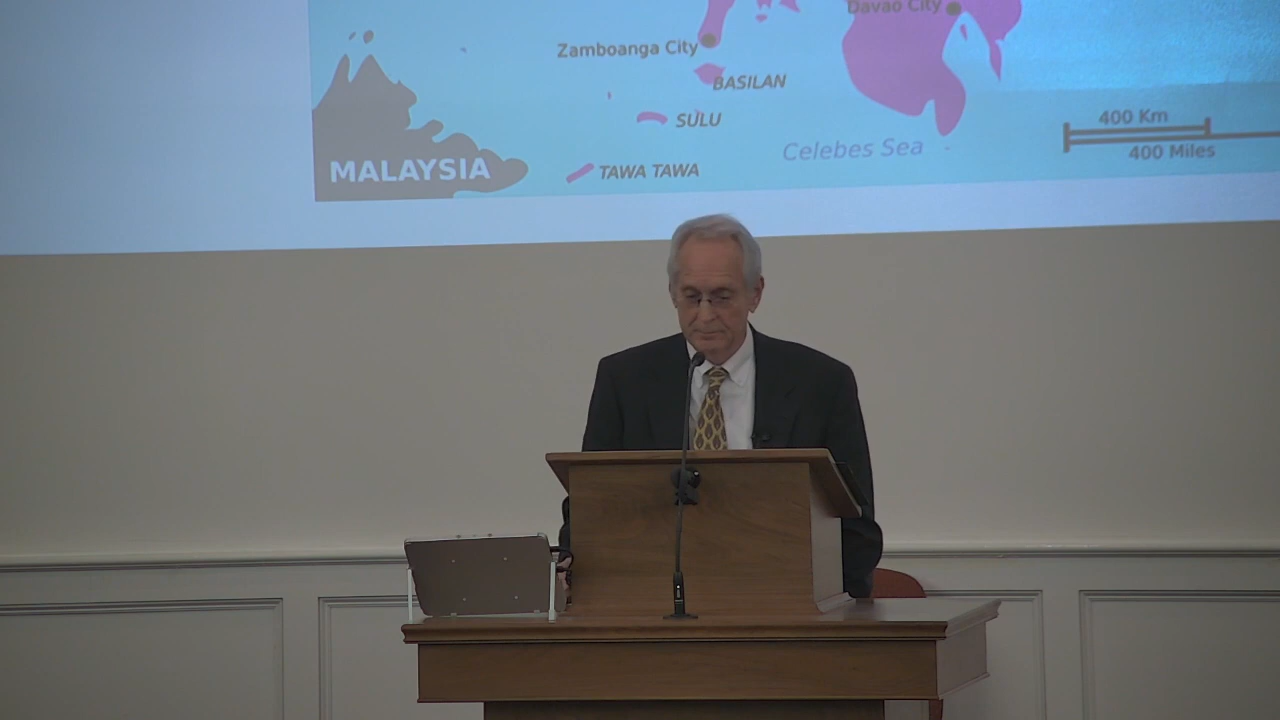 Davao City
Zamboanga City
BASILAN
SULU
400 Km
400 Miles
Celebes Sea
MALAYSIA
TAWA TAWA